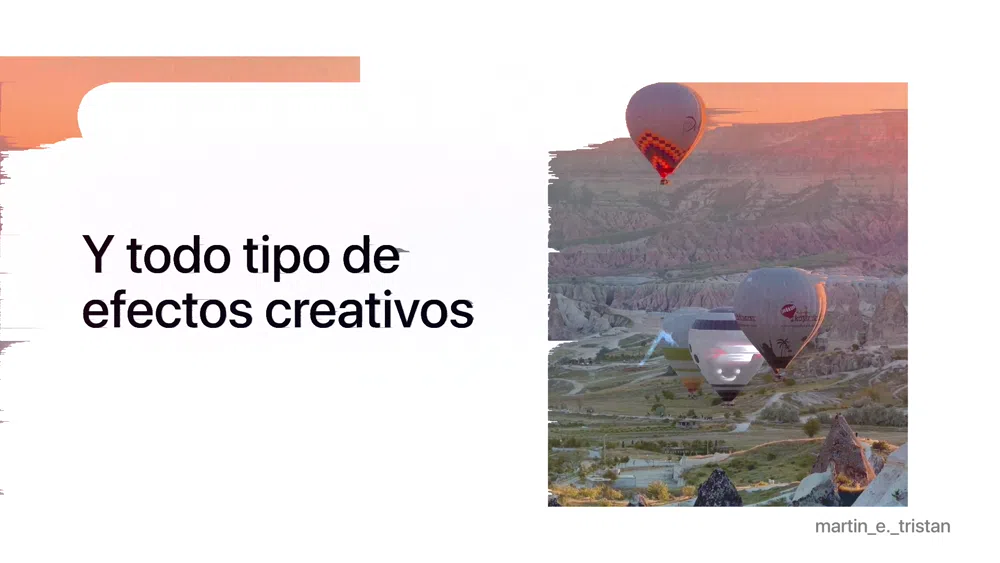 Y todo tipo de
efectos creativos
martin_e._tristan